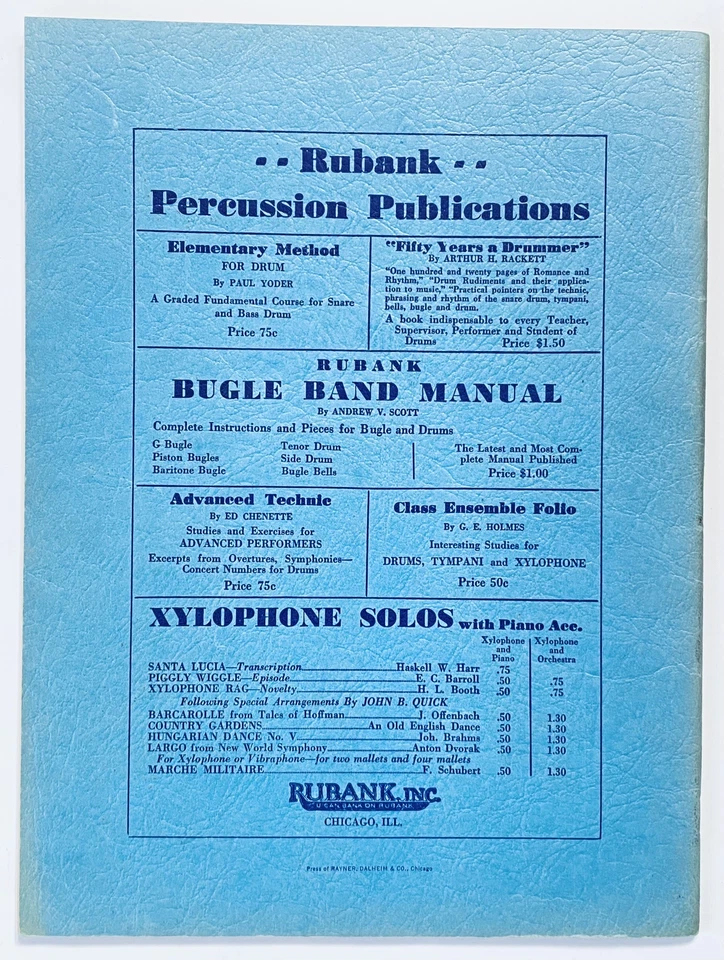 -- Rubank --
Percussion Publications
Elementary Method
FOR DRUM
By PAUL YODER
A Graded Fundamental Course for Snare
and Bass Drum
Price 75c
"Fifty Years a Drummer"
By ARTHUR H. RACKETT
"One hundred and twenty pages of Romance and
Rhythm," "Drum Rudiments and their applica-
tion to music," "Practical pointers on the technic,
phrasing and rhythm of the snare drum, tympani,
bells, bugle and drum.
A book indispensable to every Teacher,
Supervisor, Performer and Student of
Drums Price $1.50
RUBANK
BUGLE BAND MANUAL
By ANDREW V. SCOTT
Complete Instructions and Pieces for Bugle and Drums
G Bugle
Piston Bugles
Baritone Bugle
Tenor Drum
Side Drum
Bugle Bells
The Latest and Most Com-
plete Manual Published
Price $1.00
Advanced Technic
By ED CHENETTE
Studies and Exercises for
ADVANCED PERFORMERS
Excerpts from Overtures, Symphonies—
Concert Numbers for Drums
Price 75c
Class Ensemble Folio
By G. E. HOLMES
Interesting Studies for
DRUMS, TYMPANI and XYLOPHONE
Price 50c
XYLOPHONE SOLOS with Piano Acc.
Xylophone
and
Piano
Xylophone
and
Orchestra
SANTA LUCIA—Transcription Haskell W. Harr .75
PIGGLY WIGGLE—Episode E. C. Barroll .50 .75
XYLOPHONE RAG—Novelty H. L. Booth .50 .75
Following Special Arrangements By JOHN B. QUICK
BARCAROLLE from Tales of Hoffman J. Offenbach .50 1.30
COUNTRY GARDENS An Old English Dance .50 1.30
HUNGARIAN DANCE No. V Joh. Brahms .50 1.30
LARGO from New World Symphony Anton Dvorak .50 1.30
For Xylophone or Vibraphone—for two mallets and four mallets
MARCHE MILITAIRE F. Schubert .50 1.30
RUBANK, INC.
U CAN BANK ON RUBANK
CHICAGO, ILL.
Press of RAYNER, DALHEIM & CO., Chicago